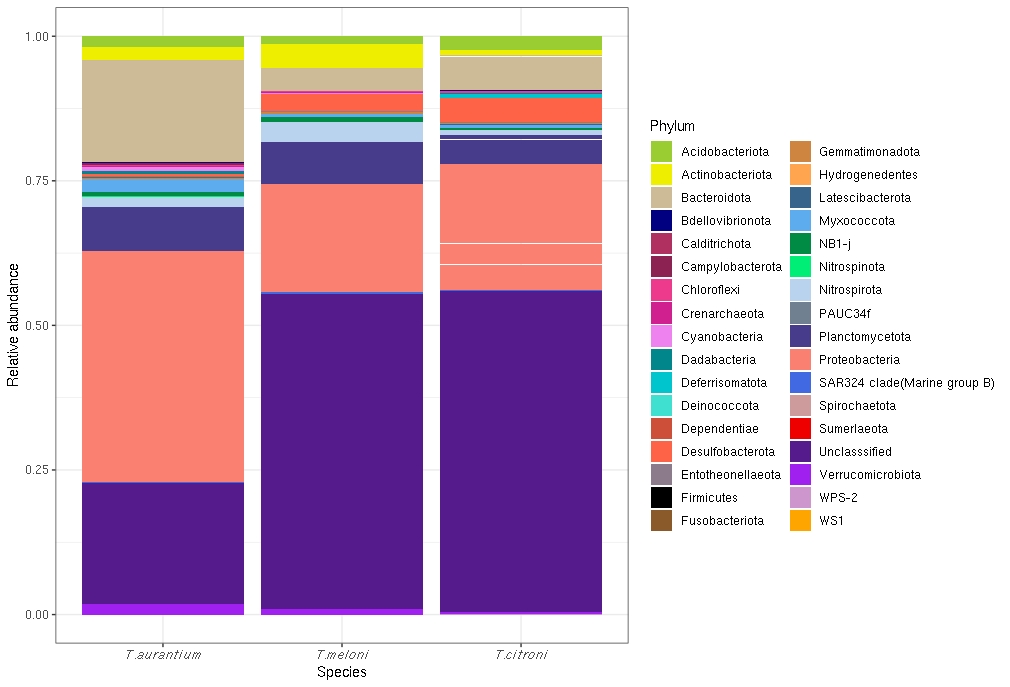 1.00
0.75
0.50
0.25
0.00
Relative abundance
T.aurantium
T.meloni
T.citroni
Species
Phylum
Acidobacteriota
Actinobacteriota
Bacteroidota
Bdellovibrionota
Calditrichota
Campylobacterota
Chloroflexi
Crenarchaeota
Cyanobacteria
Dadabacteria
Deferrisomatota
Deinococcota
Dependentiae
Desulfobacterota
Entotheonellaeota
Firmicutes
Fusobacteriota
Gemmatimonadota
Hydrogenedentes
Latescibacterota
Myxococcota
NB1-j
Nitrospinota
Nitrospirota
PAUC34f
Planctomycetota
Proteobacteria
SAR324 clade(Marine group B)
Spirochaetota
Sumerlaeota
Unclasssified
Verrucomicrobiota
WPS-2
WS1